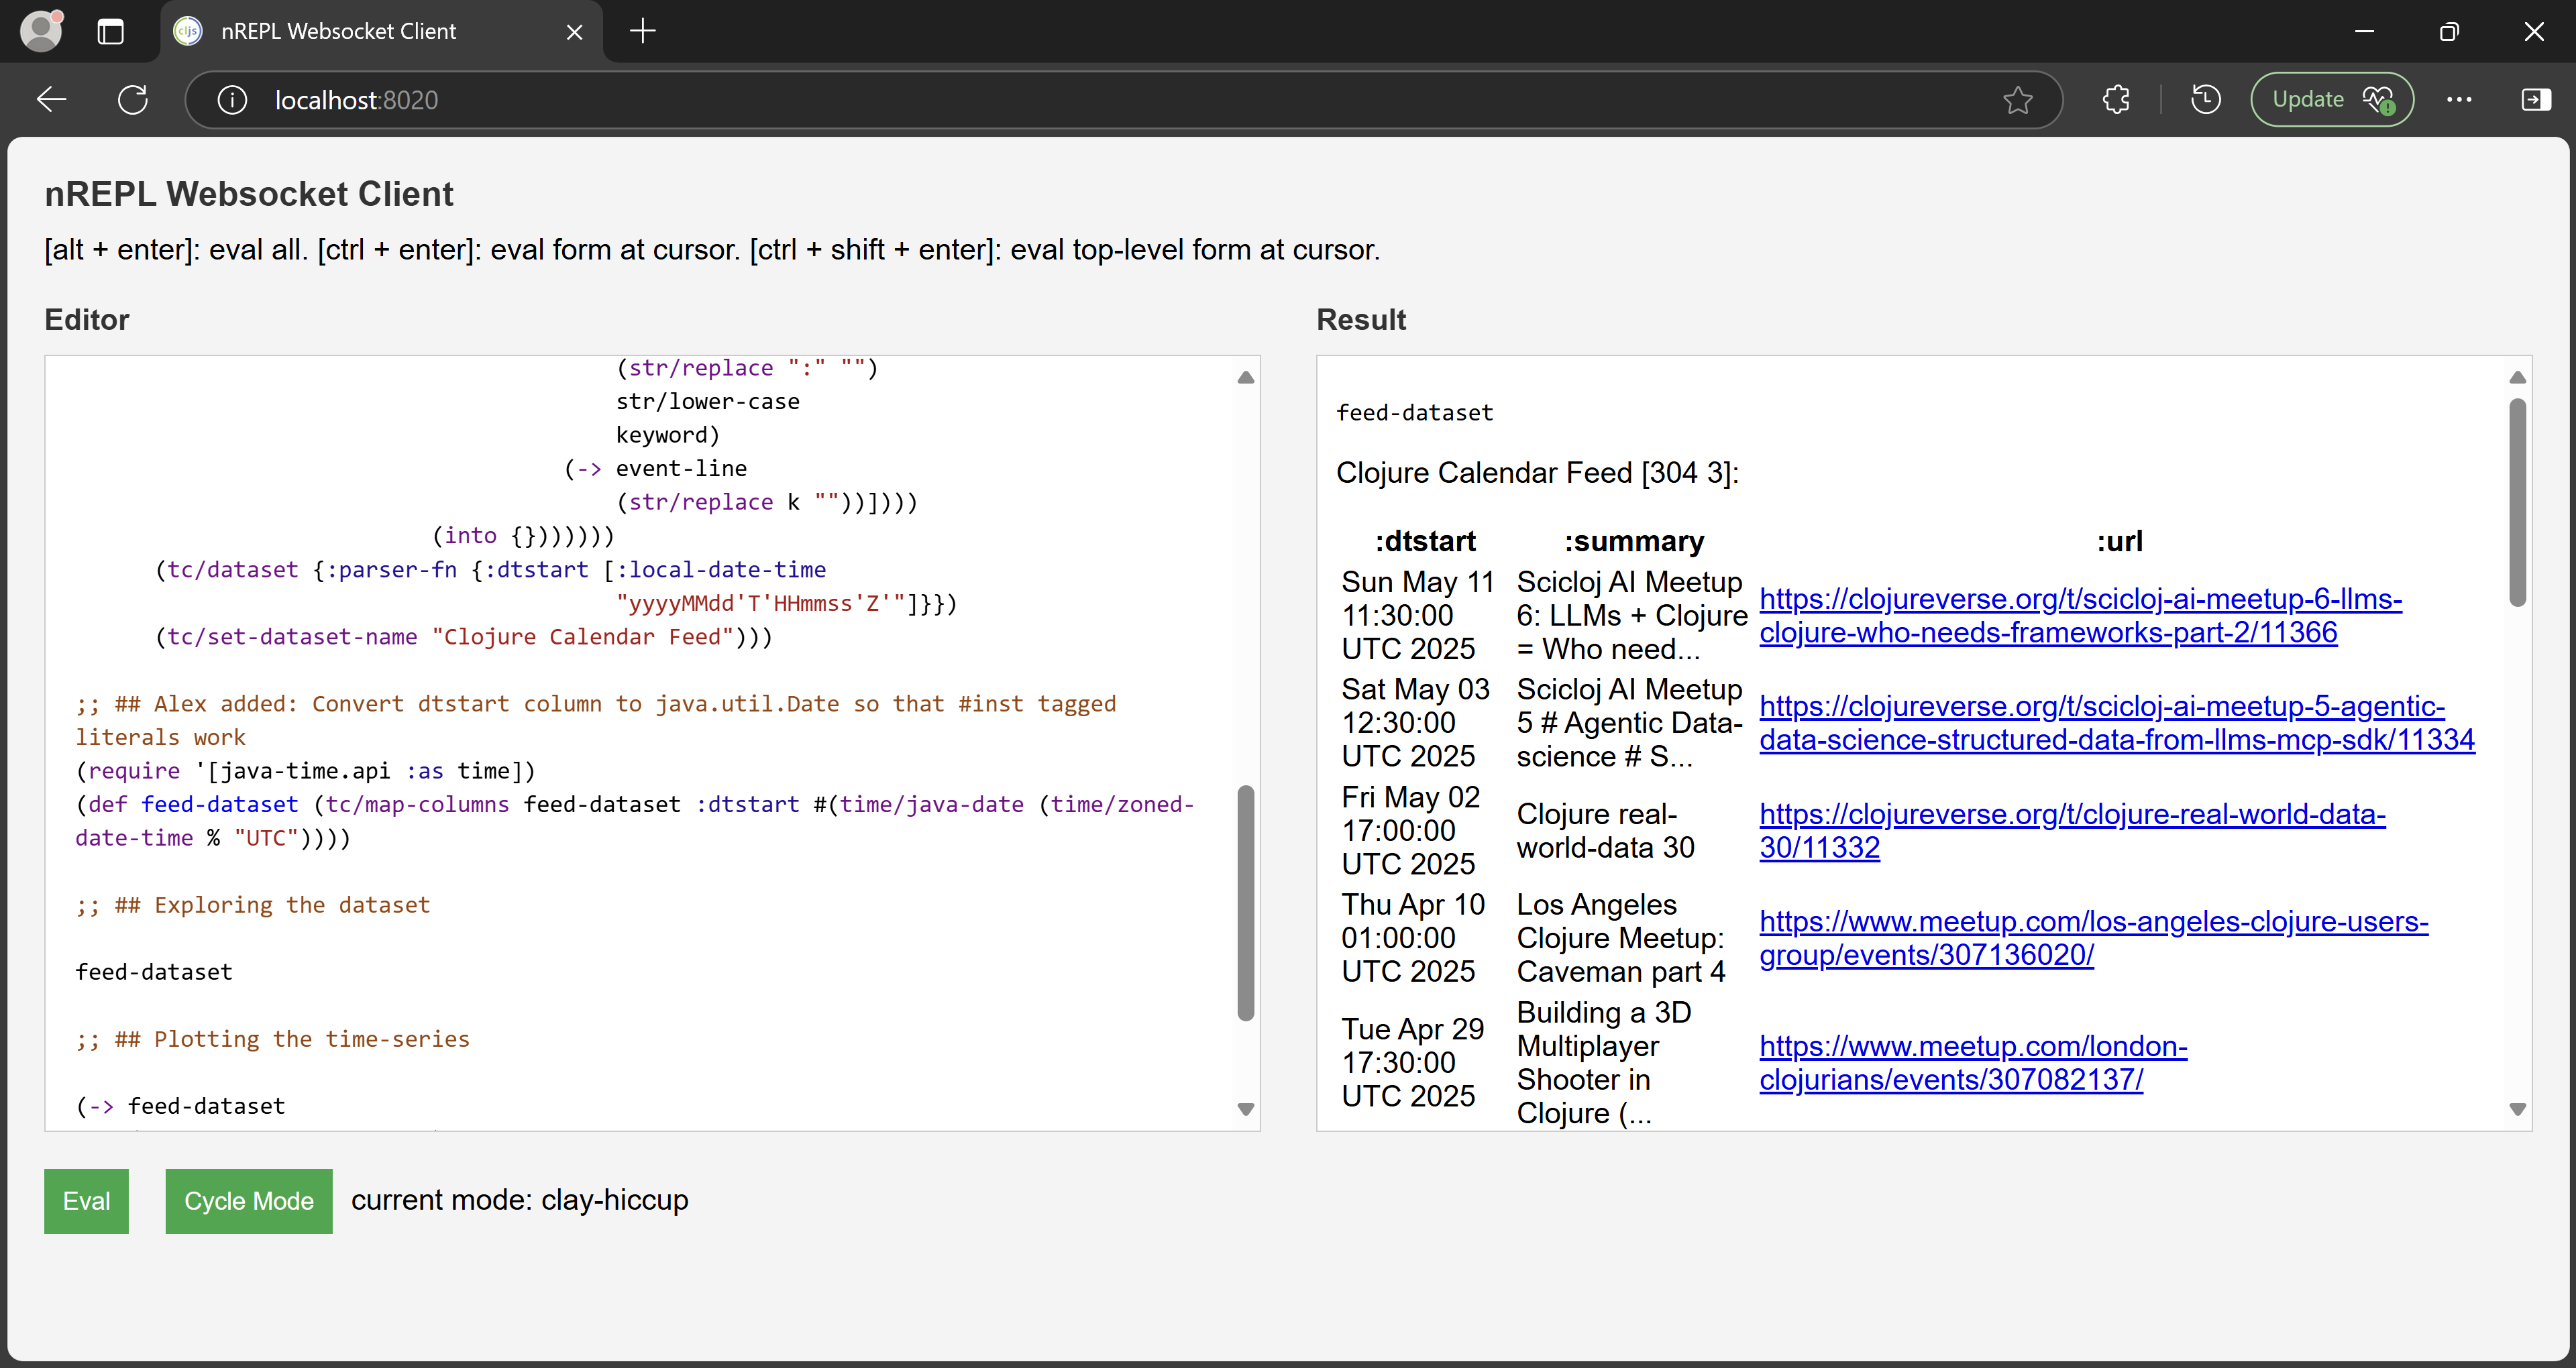 nREPL Websocket Client
localhost:8020
Update
nREPL Websocket Client
[alt + enter]: eval all. [ctrl + enter]: eval form at cursor. [ctrl + shift + enter]: eval top-level form at cursor.
Editor
(str/replace ":" "")
str/lower-case
keyword)
(-> event-line
(str/replace k ""))])))
(into {}))))))
(tc/dataset {:parser-fn {:dtstart [:local-date-time
"yyyyMMdd'T'HHmmss'Z'"]}})
(tc/set-dataset-name "Clojure Calendar Feed")))
;; ## Alex added: Convert dtstart column to java.util.Date so that #inst tagged
literals work
(require '[java-time.api :as time])
(def feed-dataset (tc/map-columns feed-dataset :dtstart #(time/java-date (time/zoned-
date-time % "UTC"))))
;; ## Exploring the dataset
feed-dataset
;; ## Plotting the time-series
(-> feed-dataset
Result
feed-dataset
Clojure Calendar Feed [304 3]:
:dtstart :summary :url
Sun May 11
11:30:00
UTC 2025
Scicloj AI Meetup
6: LLMs + Clojure
= Who need...
https://clojureverse.org/t/scicloj-ai-meetup-6-llms-
clojure-who-needs-frameworks-part-2/11366
Sat May 03
12:30:00
UTC 2025
Scicloj AI Meetup
5 # Agentic Data-
science # S...
https://clojureverse.org/t/scicloj-ai-meetup-5-agentic-
data-science-structured-data-from-llms-mcp-sdk/11334
Fri May 02
17:00:00
UTC 2025
Clojure real-
world-data 30
https://clojureverse.org/t/clojure-real-world-data-
30/11332
Thu Apr 10
01:00:00
UTC 2025
Los Angeles
Clojure Meetup:
Caveman part 4
https://www.meetup.com/los-angeles-clojure-users-
group/events/307136020/
Tue Apr 29
17:30:00
UTC 2025
Building a 3D
Multiplayer
Shooter in
Clojure (...
https://www.meetup.com/london-
clojurians/events/307082137/
Eval
Cycle Mode
current mode: clay-hiccup